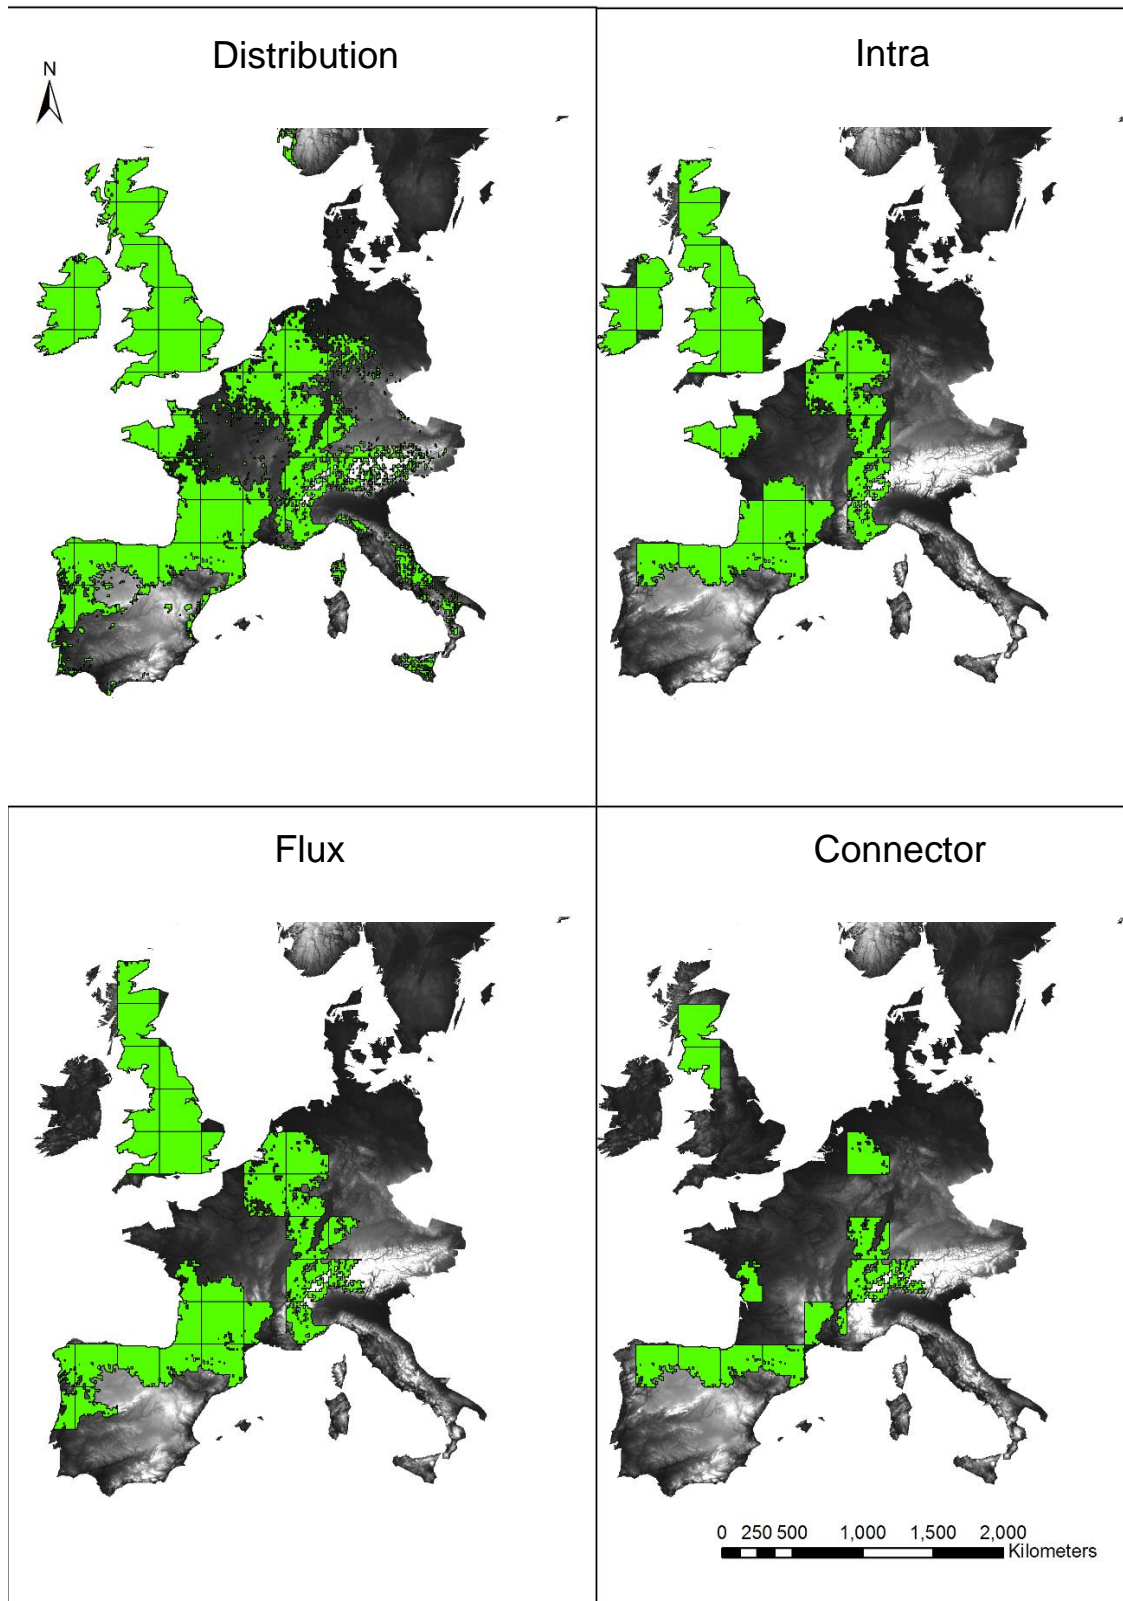 Distribution
Intra
N
Flux
Connector
0 250 500 1,000 1,500 2,000
Kilometers